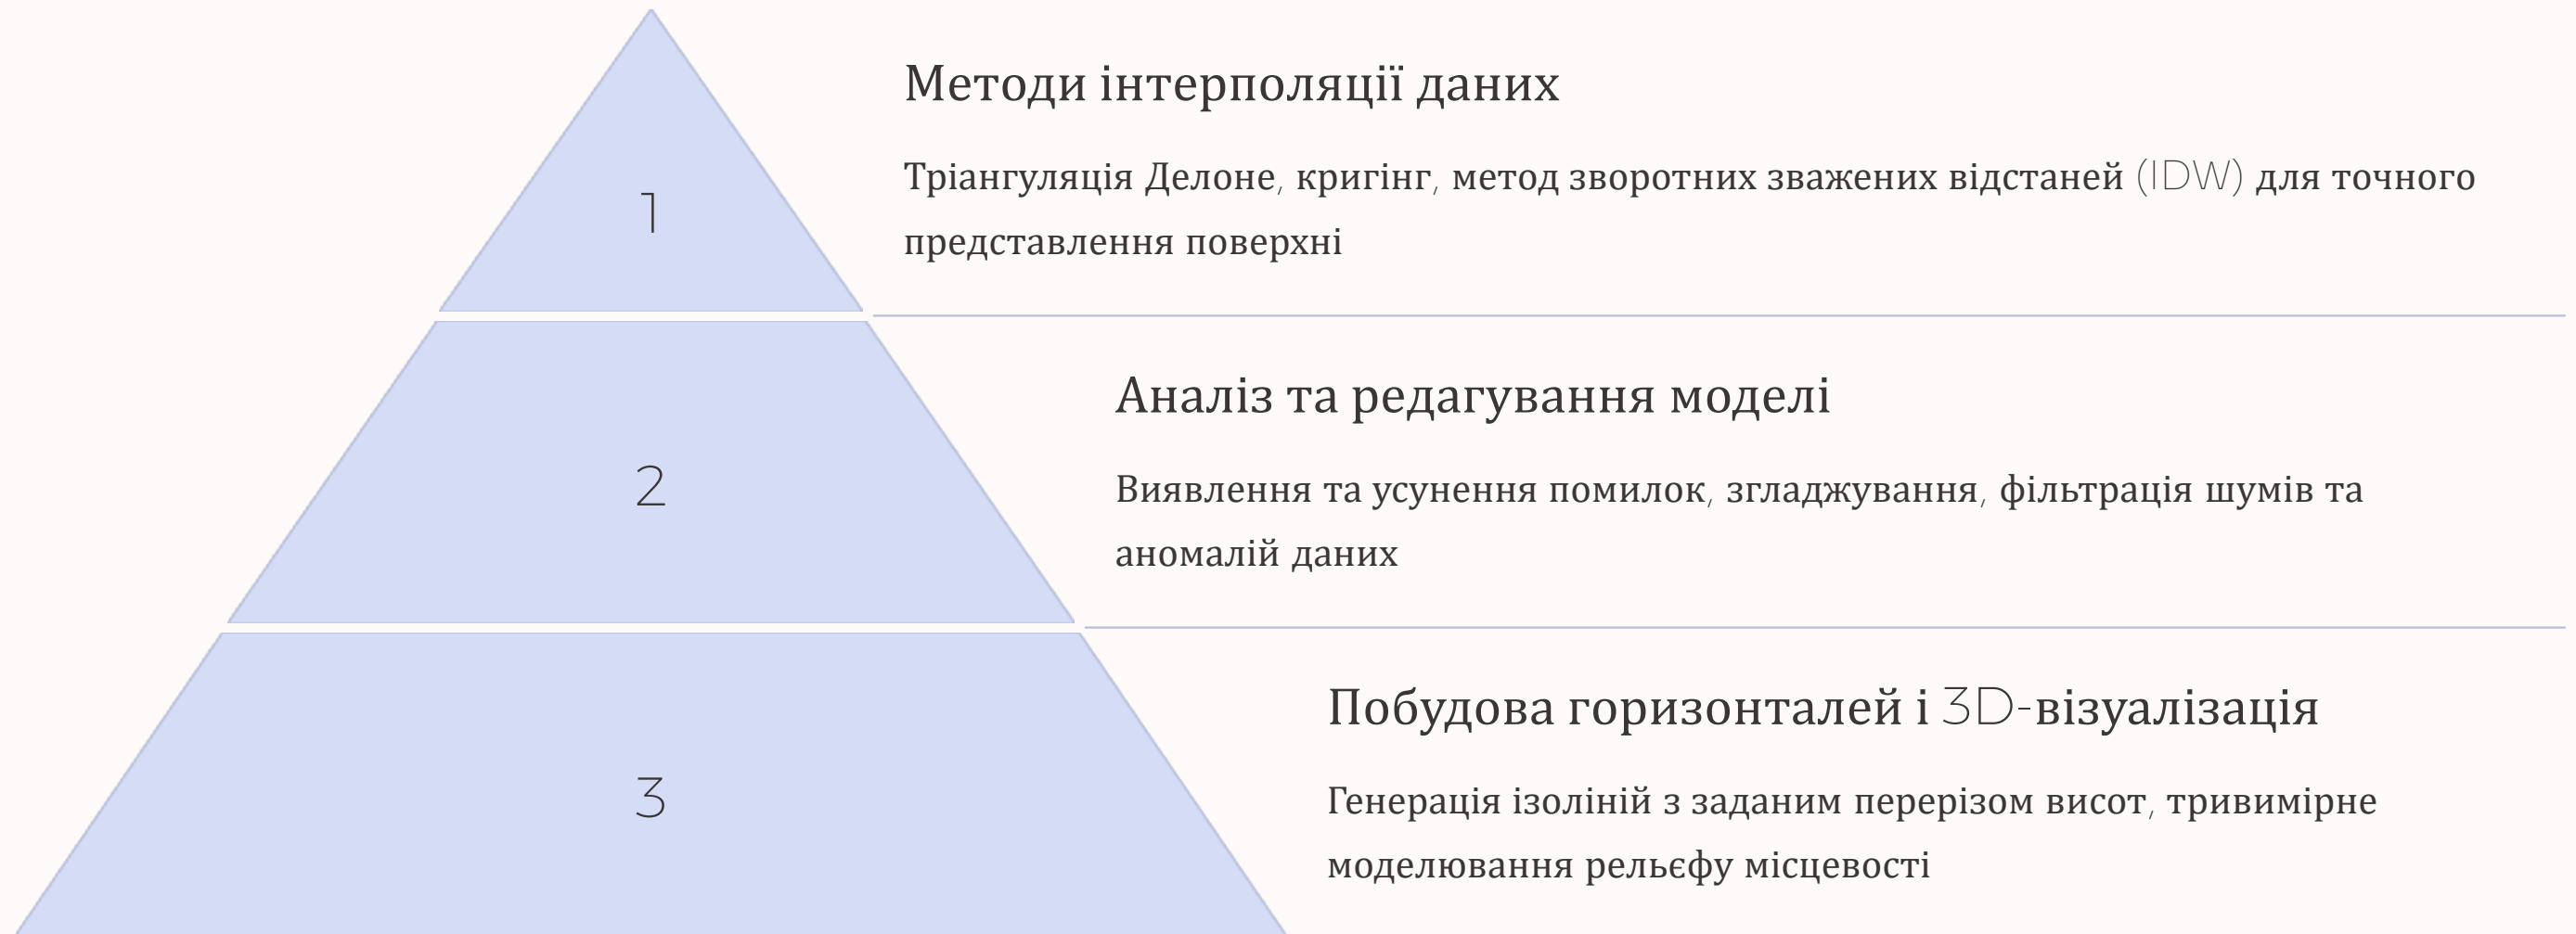 1
Методи інтерполяції даних
Тріангуляція Делоне, кригінг, метод зворотних зважених відстаней (IDW) для точного
представлення поверхні
2
Аналіз та редагування моделі
Виявлення та усунення помилок, згладжування, фільтрація шумів та
аномалій даних
3
Побудова горизонталей і 3D-візуалізація
Генерація ізоліній з заданим перерізом висот, тривимірне
моделювання рельєфу місцевості